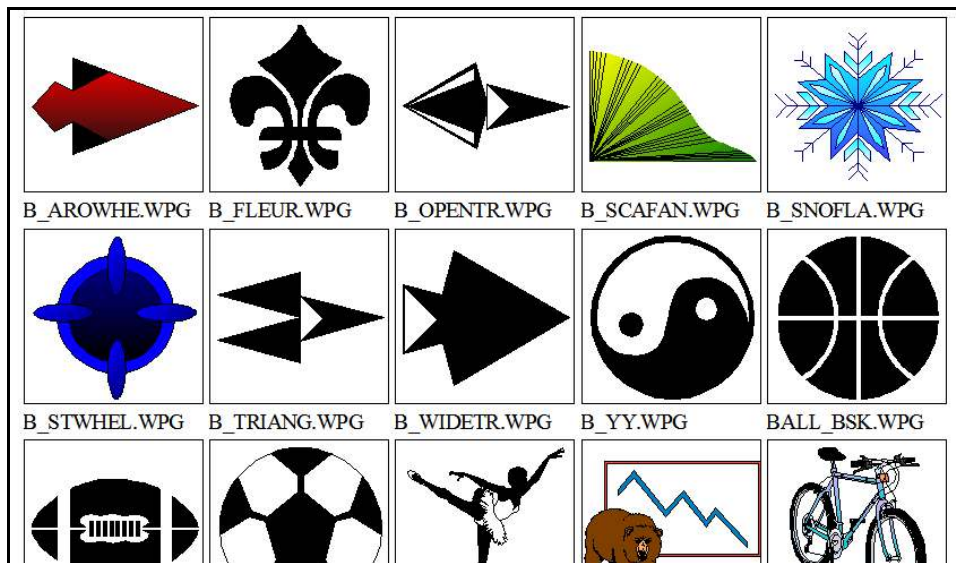 B_AROWHE.WPG B_FLEUR.WPG B_OPENTR.WPG B_SCAFAN.WPG B_SNOFLA.WPG
B_STWHEL.WPG B_TRIANG.WPG B_WIDETR.WPG B_YY.WPG BALL_BSK.WPG